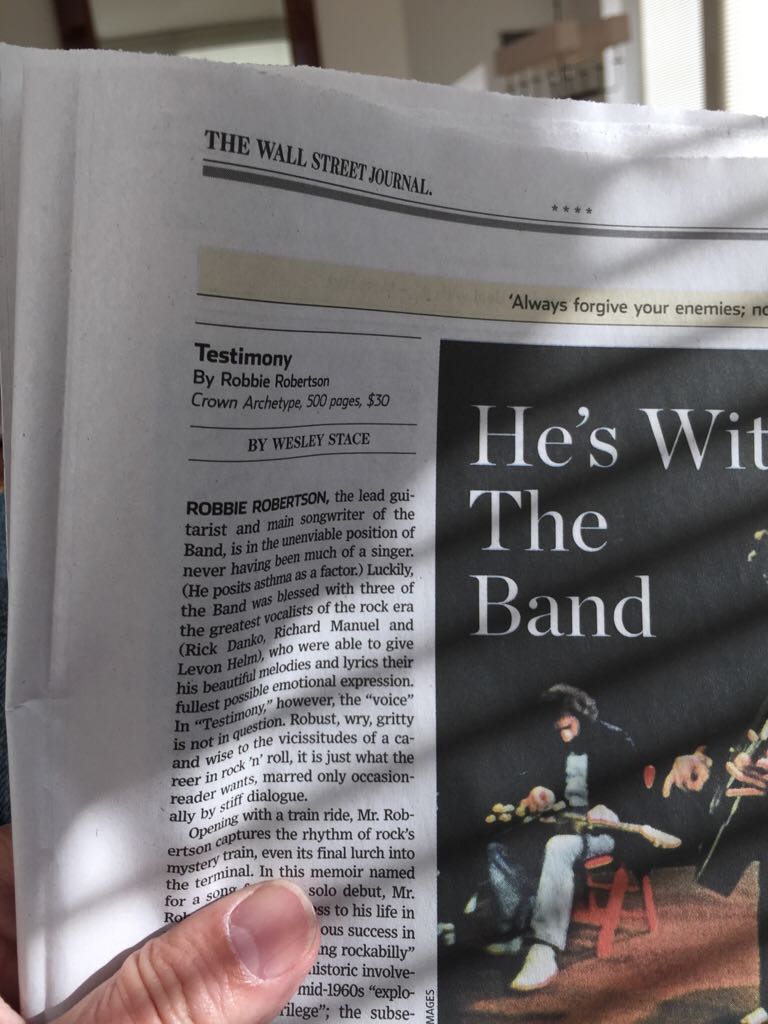 THE WALL STREET JOURNAL.
****
'Always forgive your enemies;
Testimony
By Robbie Robertson
Crown Archetype, 500 pages, $30
BY WESLEY STACE
He's
The
Band
ROBBIE ROBERTSON, the lead gui-
tarist and main songwriter of the
Band, is in the unenviable position of
never having been much of a singer.
(He posits asthma as a factor.) Luckily,
the Band was blessed with three of
the greatest vocalists of the rock era
(Rick Danko, Richard Manuel and
Levon Helm), who were able to give
his beautiful melodies and lyrics their
fullest possible emotional expression.
In "Testimony," however, the "voice"
is not in question. Robust, wry, gritty
and wise to the vicissitudes of a ca-
reer in rock 'n' roll, it is just what the
reader wants, marred only occasion-
ally by stiff dialogue.
Opening with a train ride, Mr. Rob-
ertson captures the rhythm of rock's
mystery train, even its final lurch into
the terminal. In this memoir named
for a song solo debut, Mr.
to his life in
success in
rockabilly"
historic involve-
mid-1960s "explo-
the subse-